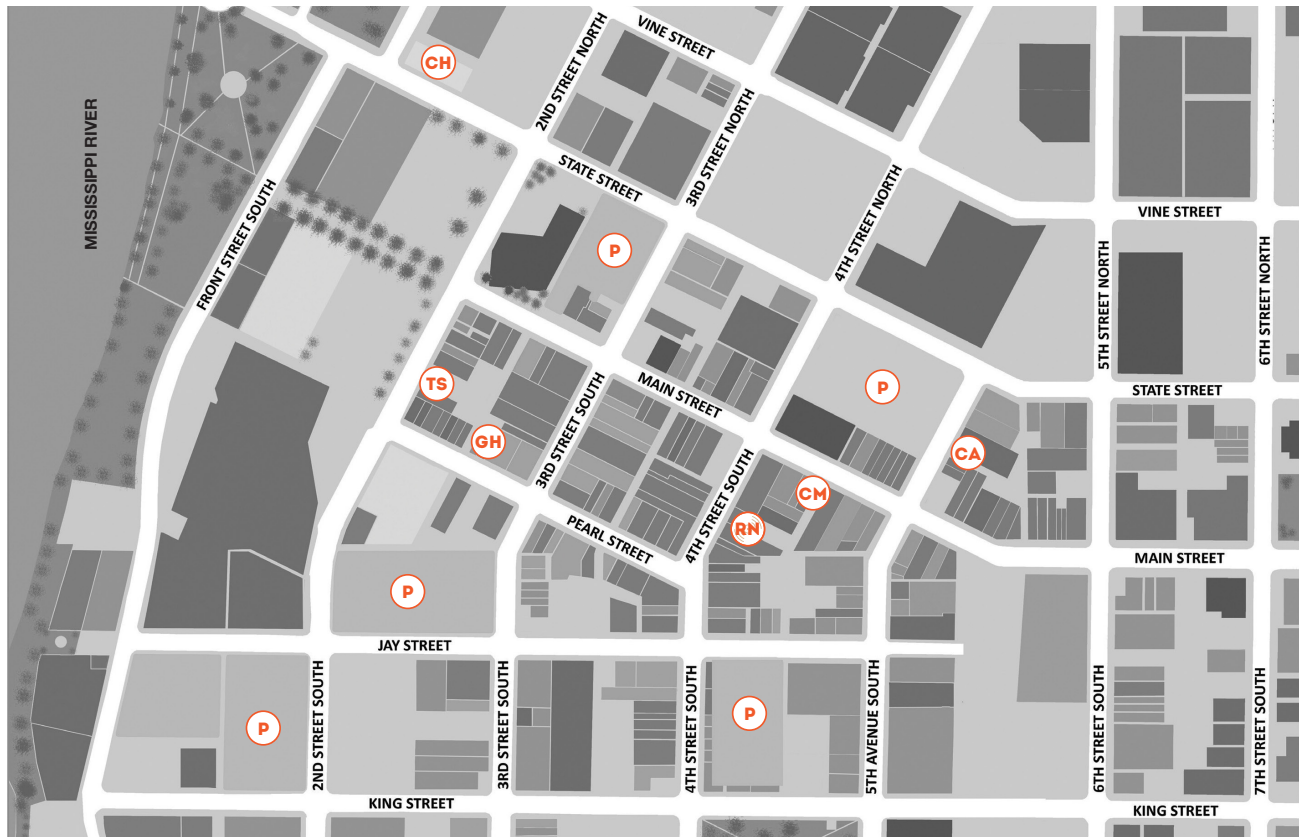 VINE STREET
CH
2ND STREET NORTH
MISSISSIPPI RIVER
STATE STREET
3RD STREET NORTH
VINE STREET
FRONT STREET SOUTH
P
4TH STREET NORTH
5TH STREET NORTH
6TH STREET NORTH
TS
MAIN STREET
P
STATE STREET
GH
3RD STREET SOUTH
CA
4TH STREET SOUTH
CM
PEARL STREET
RN
MAIN STREET
P
JAY STREET
P
P
2ND STREET SOUTH
3RD STREET SOUTH
4TH STREET SOUTH
5TH AVENUE SOUTH
6TH STREET SOUTH
7TH STREET SOUTH
KING STREET
KING STREET